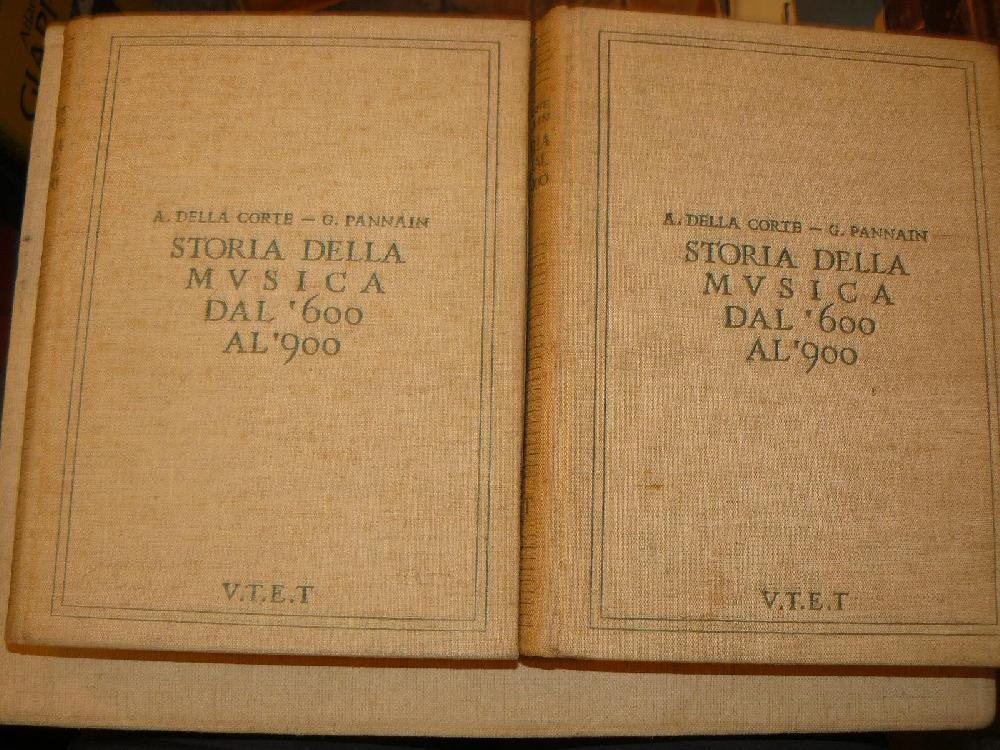 A. DELLA CORTE — G. PANNAIN
STORIA DELLA
MVSICA
DAL '600
AL '900
V.T.E.T
A. DELLA CORTE — G. PANNAIN
STORIA DELLA
MVSICA
DAL '600
AL '900
V.T.E.T